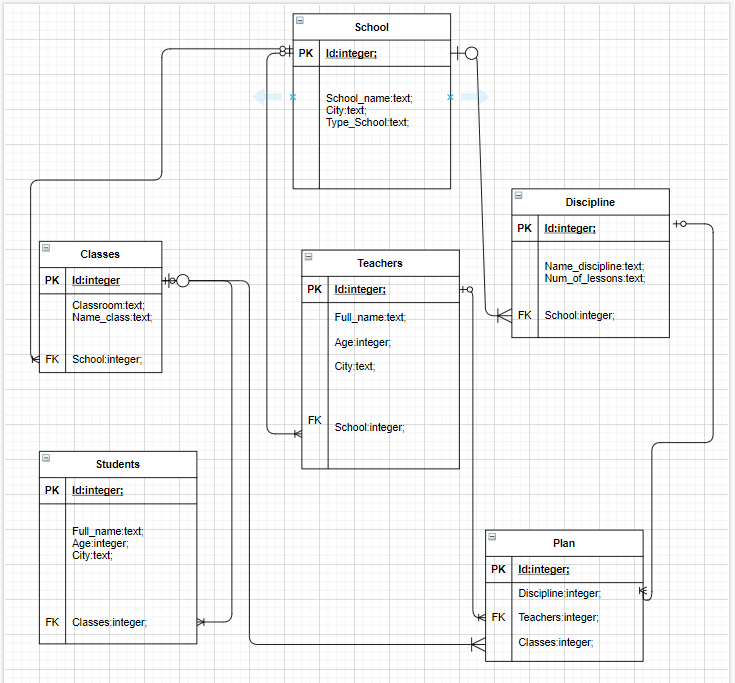 School
PK Id:integer;
School_name:text;
City:text;
Type_School:text;
Discipline
PK Id:integer;
Name_discipline:text;
Num_of_lessons:text;
FK School:integer;
Classes
PK Id:integer
Classroom:text;
Name_class:text;
FK School:integer;
Teachers
PK Id:integer;
Full_name:text;
Age:integer;
City:text;
FK School:integer;
Students
PK Id:integer;
Full_name:text;
Age:integer;
City:text;
FK Classes:integer;
Plan
PK Id:integer;
Discipline:integer;
FK Teachers:integer;
Classes:integer;